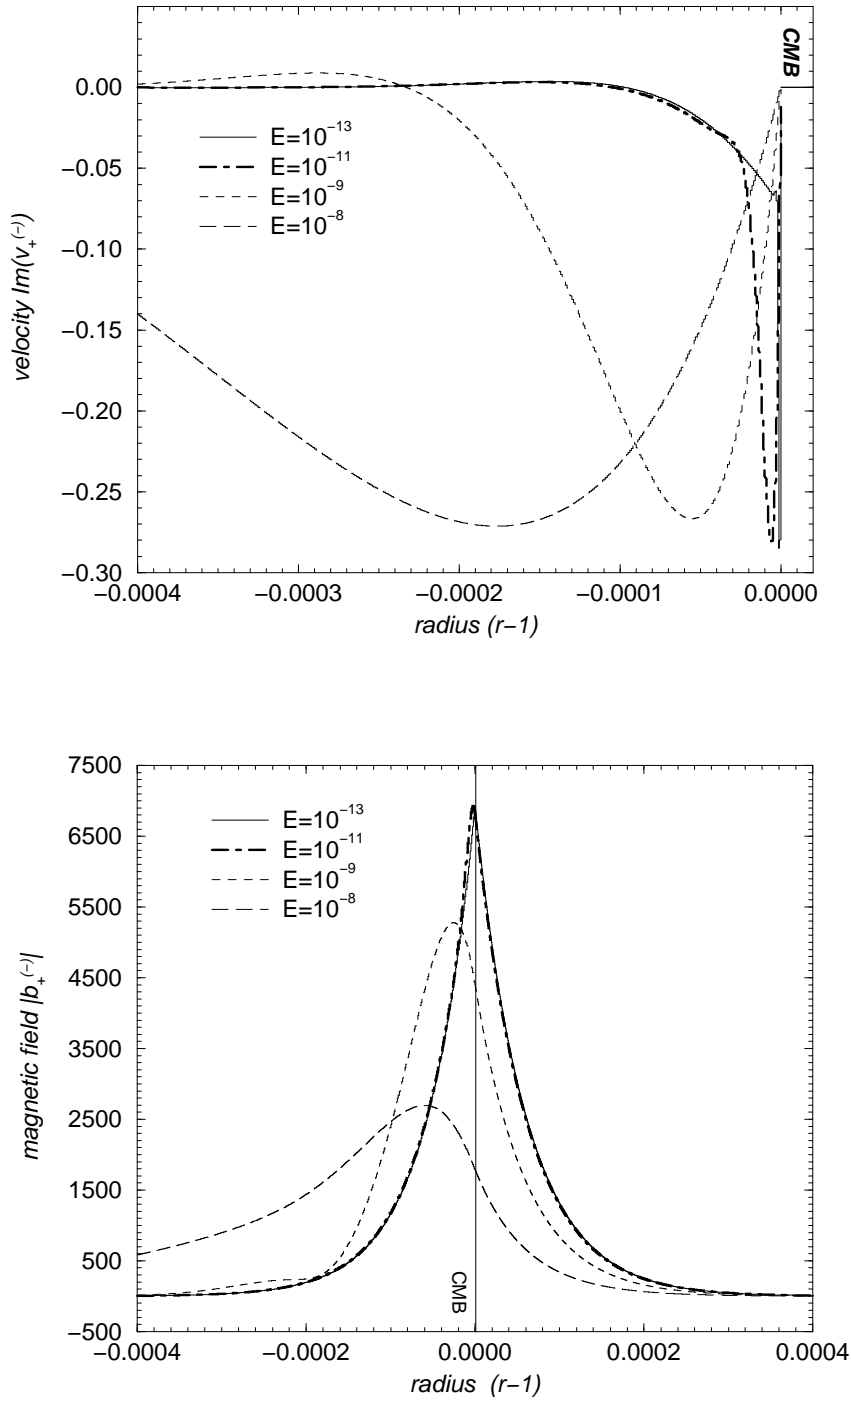 CMB
0.00
−0.05
−0.10
−0.15
−0.20
−0.25
−0.30
velocity Im(v₊⁽⁻⁾)
E=10⁻¹³
E=10⁻¹¹
E=10⁻⁹
E=10⁻⁸
−0.0004 −0.0003 −0.0002 −0.0001 0.0000
radius (r−1)
7500
6500
5500
4500
3500
2500
1500
500
−500
magnetic field |b₊⁽⁻⁾|
E=10⁻¹³
E=10⁻¹¹
E=10⁻⁹
E=10⁻⁸
CMB
−0.0004 −0.0002 0.0000 0.0002 0.0004
radius (r−1)